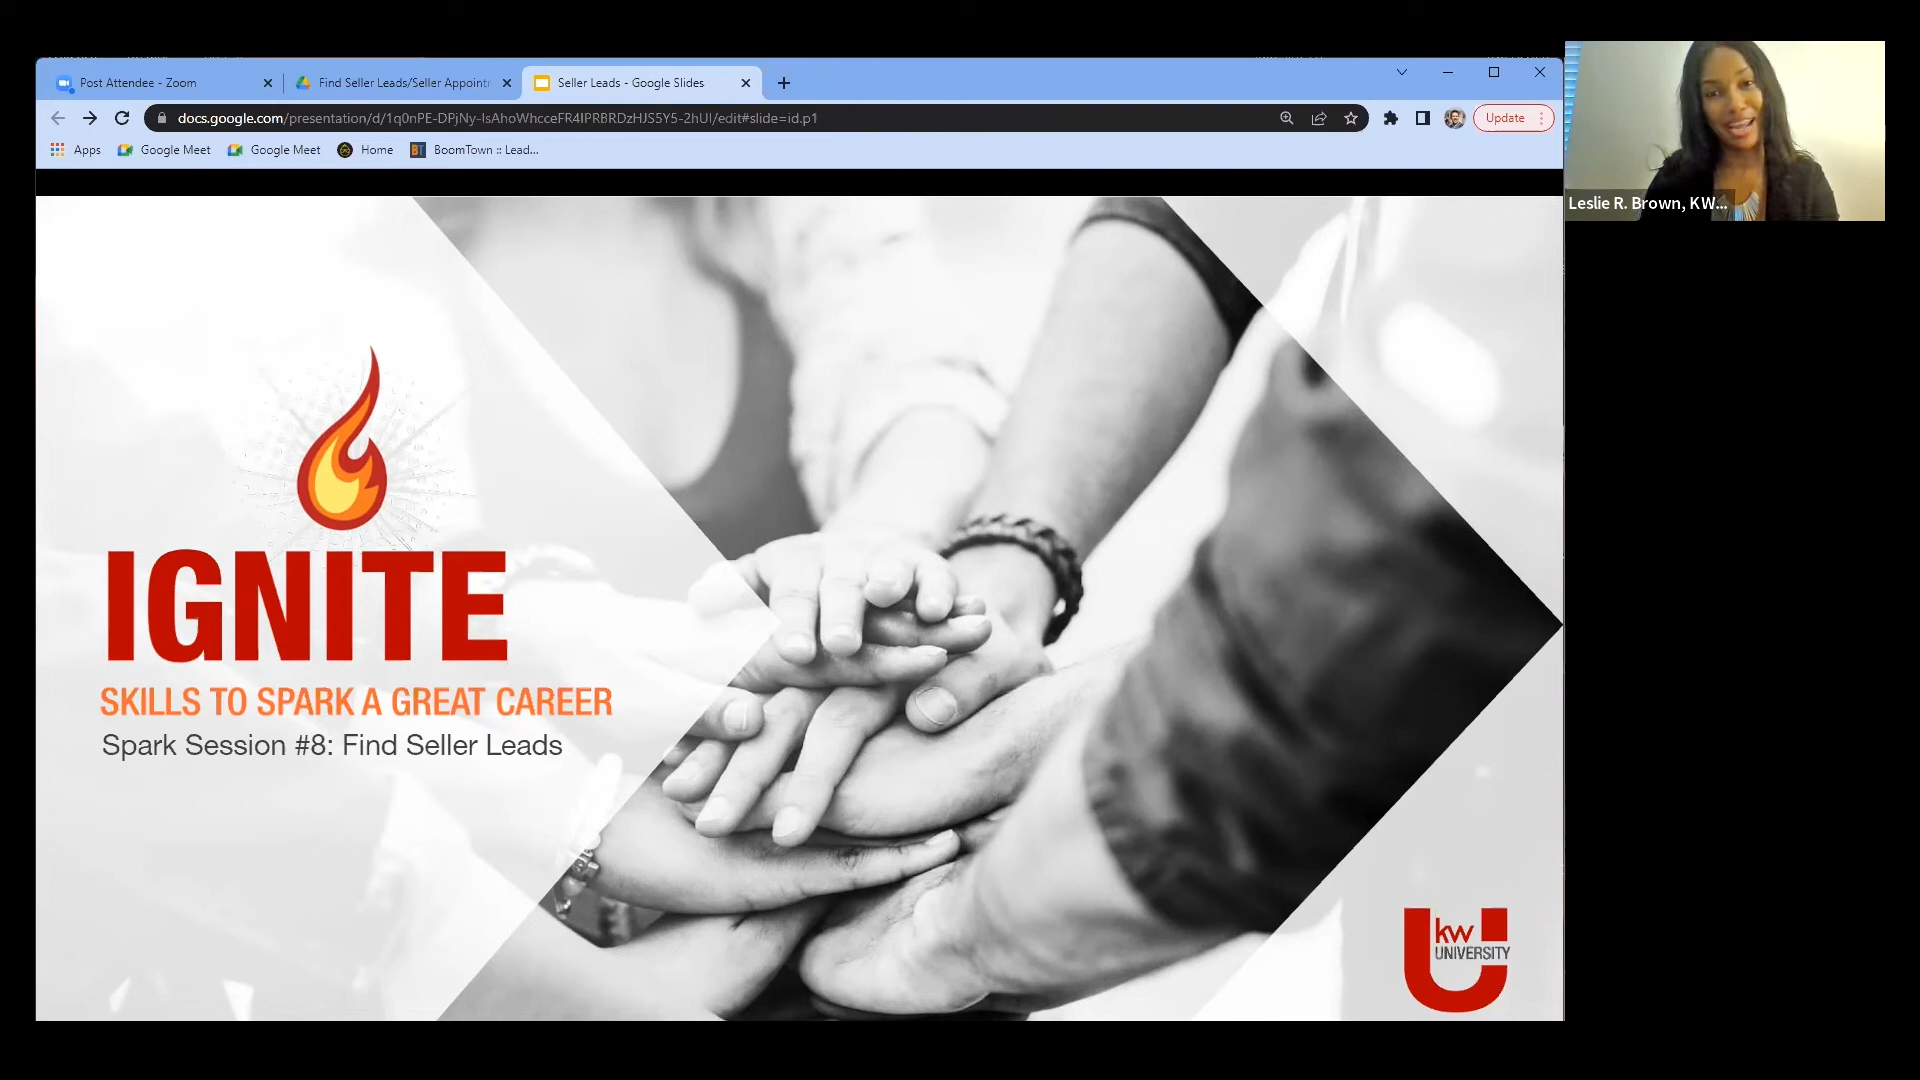 Post Attendee - Zoom
Find Seller Leads/Seller Appointr
Seller Leads - Google Slides
docs.google.com/presentation/d/1q0nPE-DPjNy-IsAhoWhcceFR4IPRBRDzHJS5Y5-2hUI/edit#slide=id.p1
Update
Apps
Google Meet
Google Meet
Home
BT
BoomTown :: Lead...
Leslie R. Brown, KW...
IGNITE
SKILLS TO SPARK A GREAT CAREER
Spark Session #8: Find Seller Leads
kw
UNIVERSITY